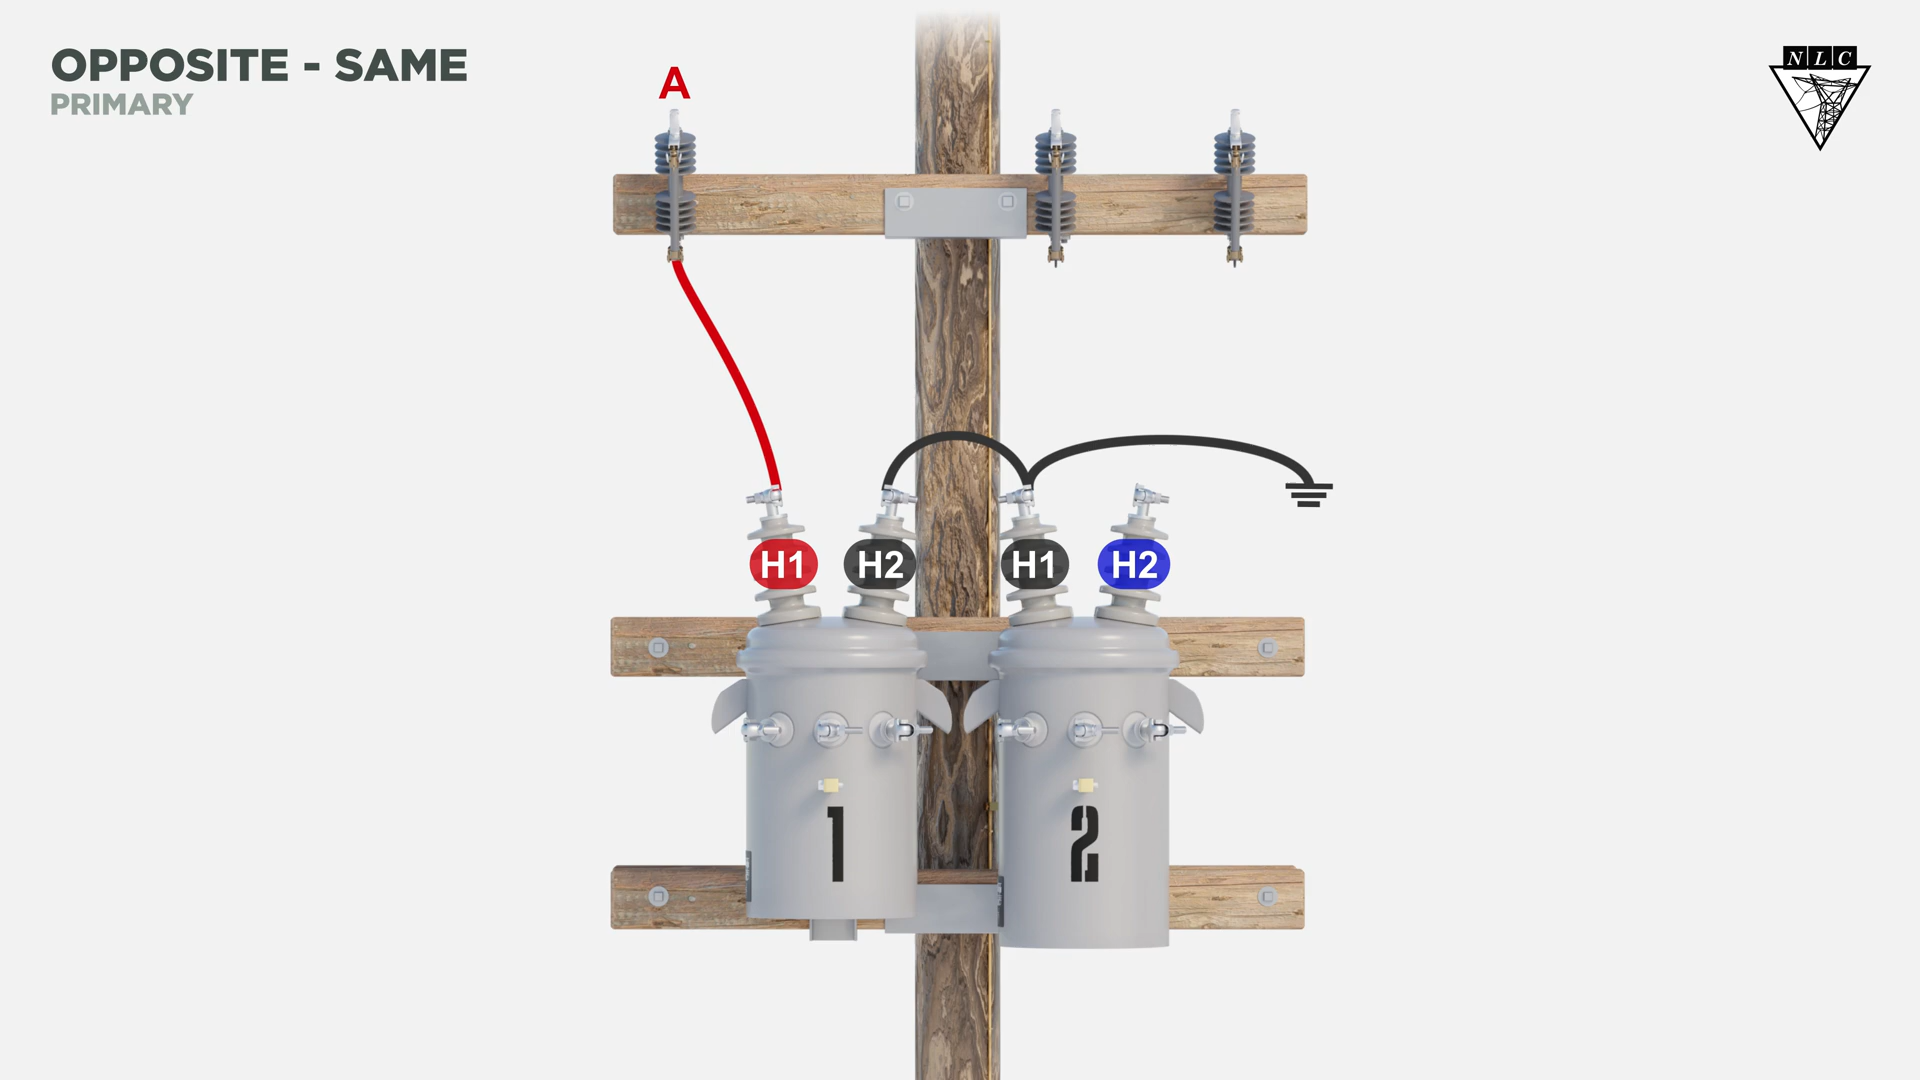 OPPOSITE - SAME
PRIMARY
A
NLC
H1 H2 H1 H2
1 2